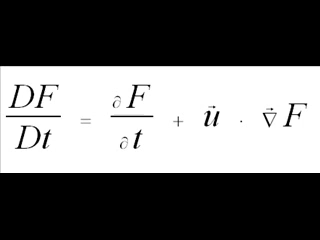 DF/Dt = ∂F/∂t + u⃗ · ∇⃗F